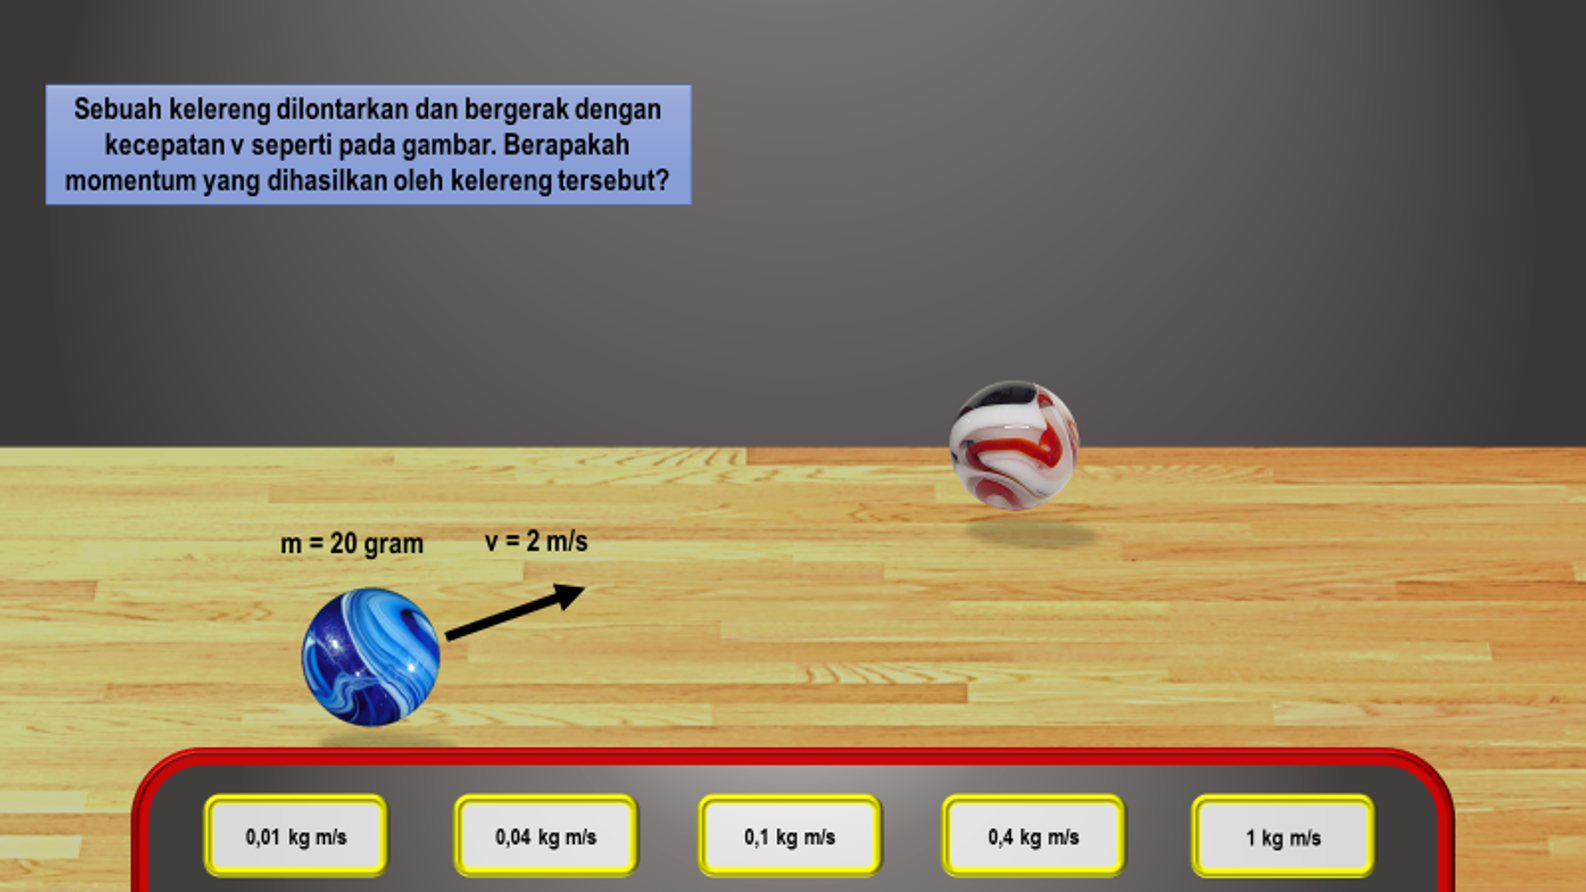 Sebuah kelereng dilontarkan dan bergerak dengan
kecepatan v seperti pada gambar. Berapakah
momentum yang dihasilkan oleh kelereng tersebut?
m = 20 gram
v = 2 m/s
0,01 kg m/s
0,04 kg m/s
0,1 kg m/s
0,4 kg m/s
1 kg m/s